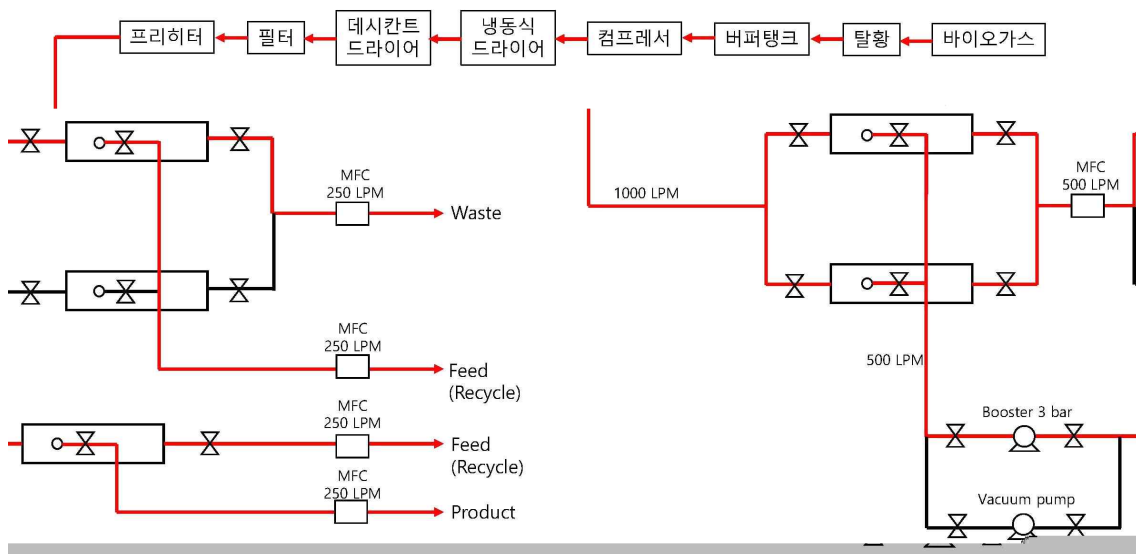 프리히터
필터
데시칸트
드라이어
냉동식
드라이어
컴프레서
버퍼탱크
탈황
바이오가스
MFC
250 LPM
Waste
MFC
250 LPM
Feed
(Recycle)
MFC
250 LPM
Feed
(Recycle)
MFC
250 LPM
Product
1000 LPM
MFC
500 LPM
500 LPM
Booster 3 bar
Vacuum pump